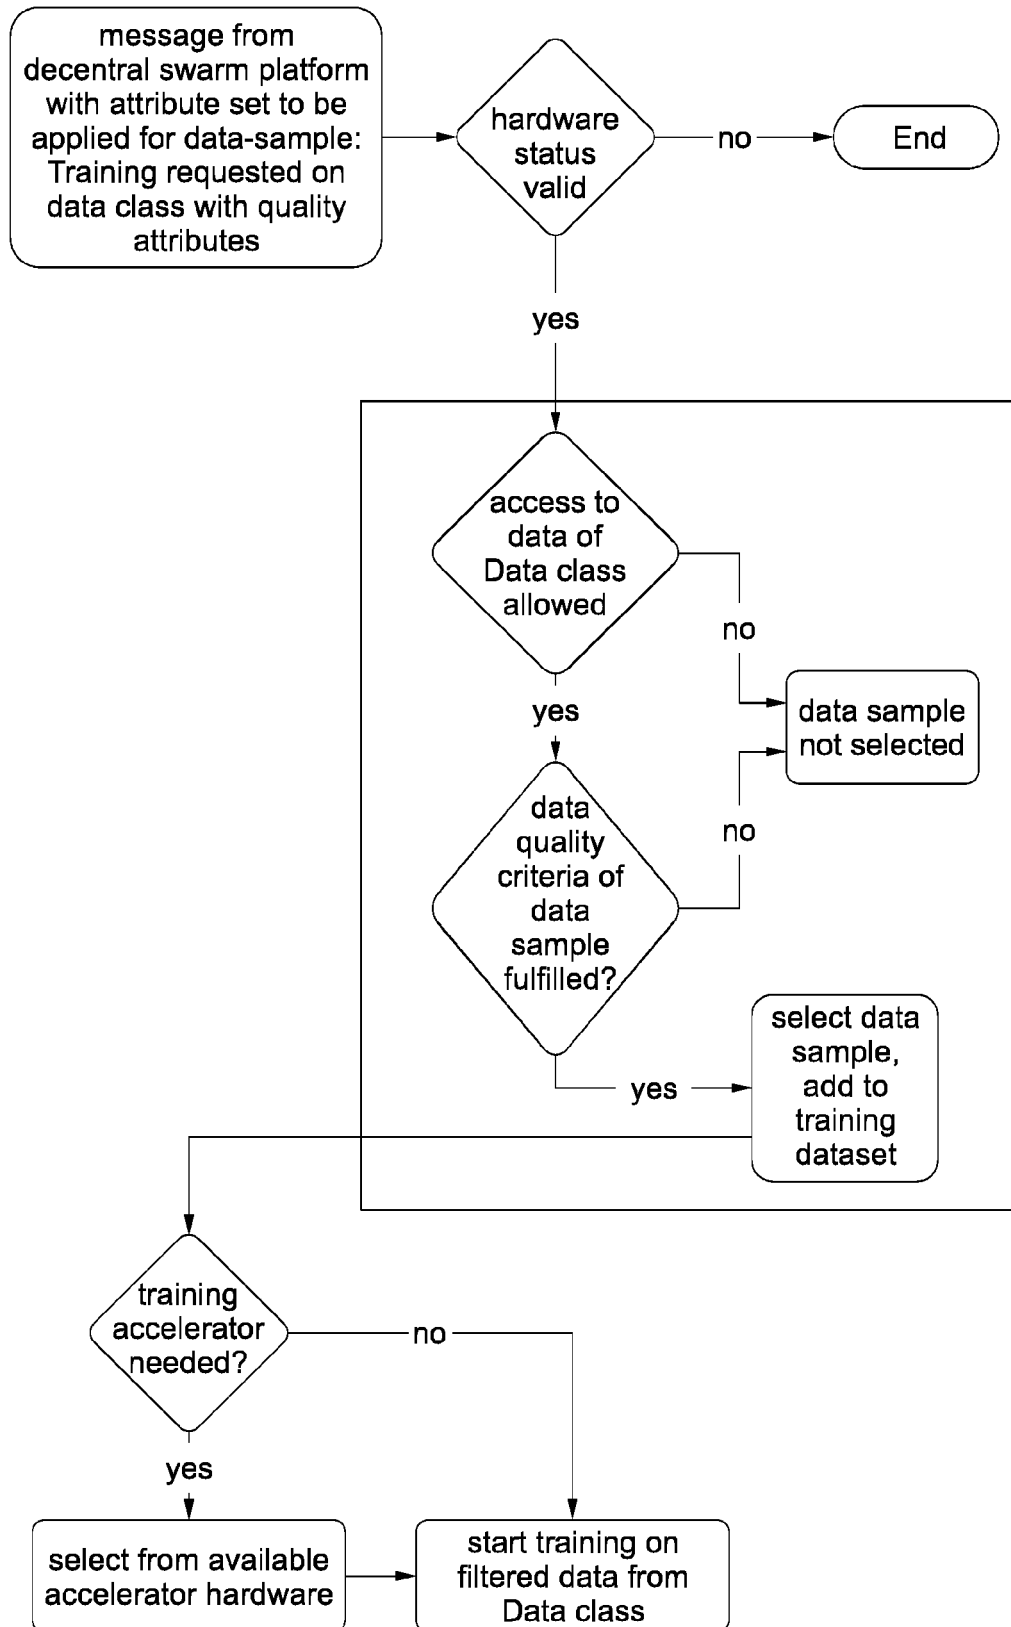 message from
decentral swarm platform
with attribute set to be
applied for data-sample:
Training requested on
data class with quality
attributes
hardware
status
valid
no
End
yes
access to
data of
Data class
allowed
no
yes
data sample
not selected
data
quality
criteria of
data
sample
fulfilled?
no
yes
select data
sample,
add to
training
dataset
training
accelerator
needed?
no
yes
select from available
accelerator hardware
start training on
filtered data from
Data class